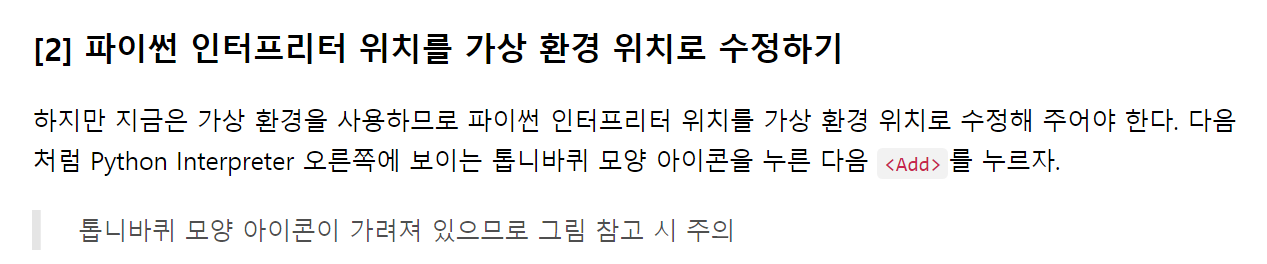 [2] 파이썬 인터프리터 위치를 가상 환경 위치로 수정하기
하지만 지금은 가상 환경을 사용하므로 파이썬 인터프리터 위치를 가상 환경 위치로 수정해 주어야 한다. 다음
처럼 Python Interpreter 오른쪽에 보이는 톱니바퀴 모양 아이콘을 누른 다음 <Add>를 누르자.
톱니바퀴 모양 아이콘이 가려져 있으므로 그림 참고 시 주의